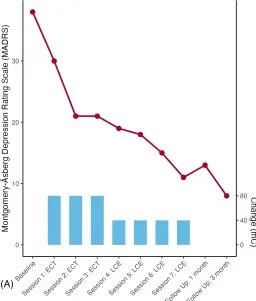 Montgomery-Åsberg Depression Rating Scale (MADRS)
30
20
10
0
80
40
0
Charge (mC)
Baseline
Session 1: ECT
Session 2: ECT
Session 3: ECT
Session 4: LCE
Session 5: LCE
Session 6: LCE
Session 7: LCE
Follow Up: 1 month
Follow Up: 3 month
(A)